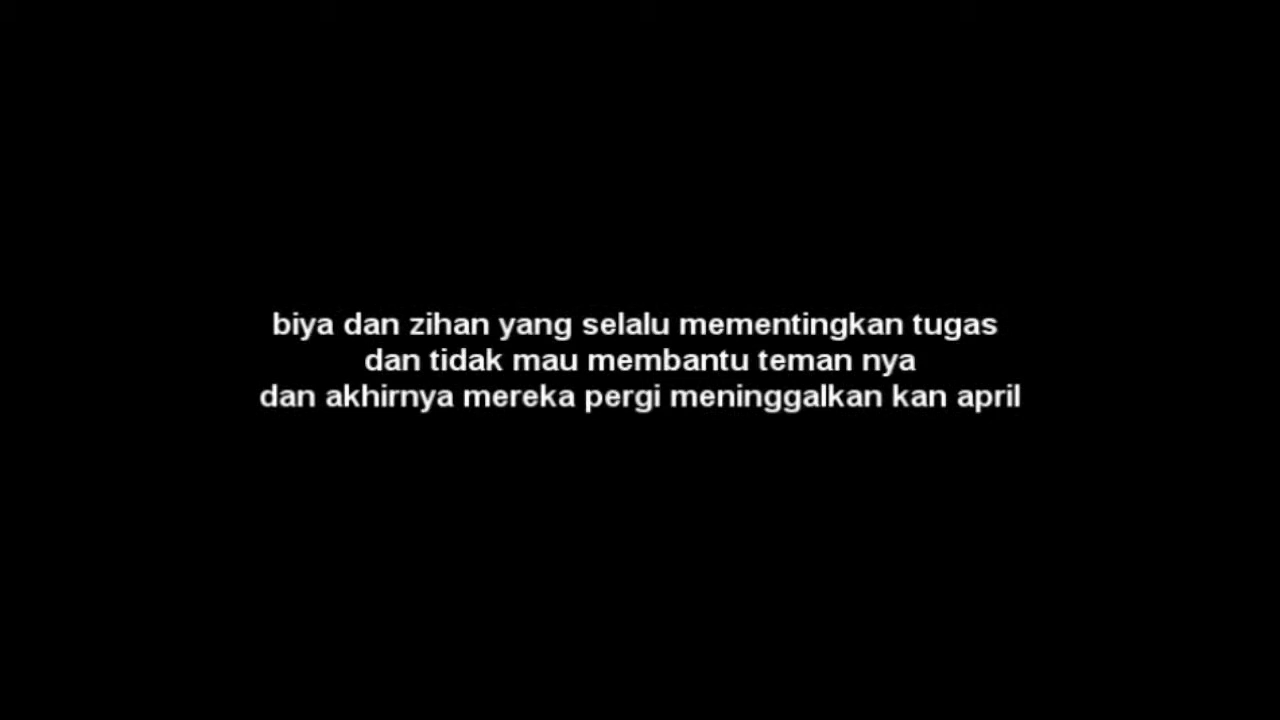 biya dan zihan yang selalu mementingkan tugas
dan tidak mau membantu teman nya
dan akhirnya mereka pergi meninggalkan kan april